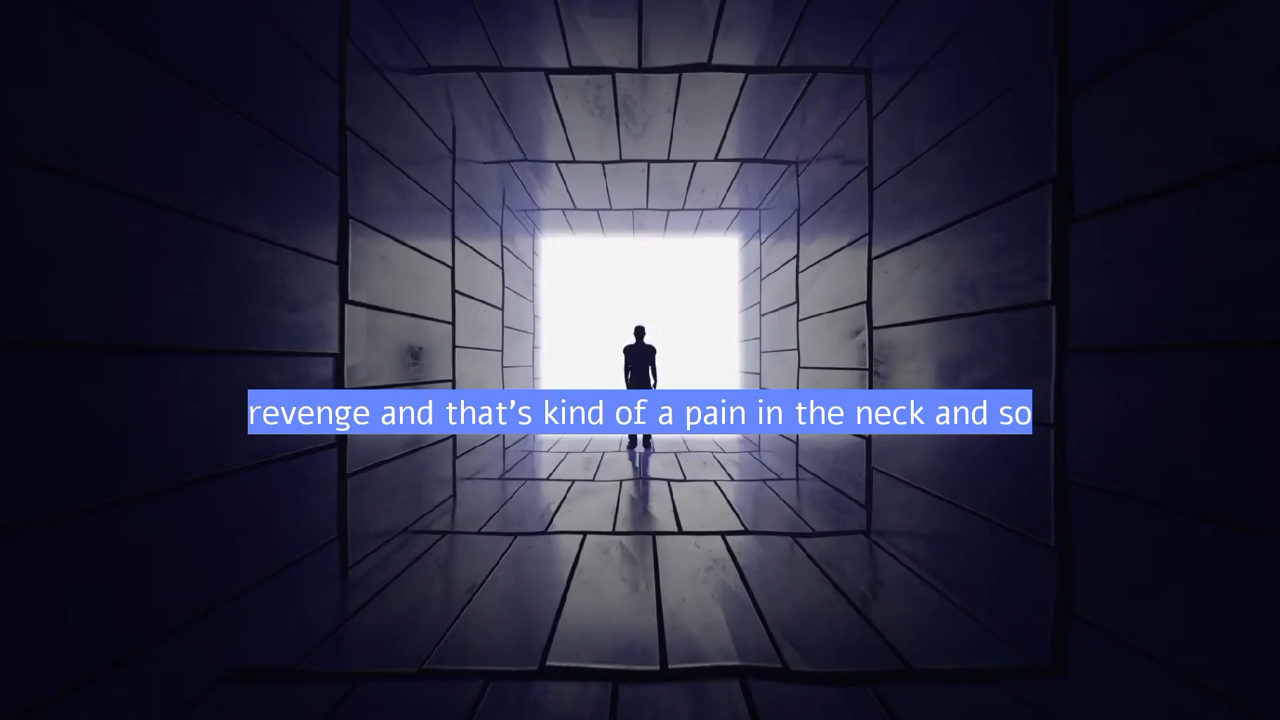 revenge and that’s kind of a pain in the neck and so